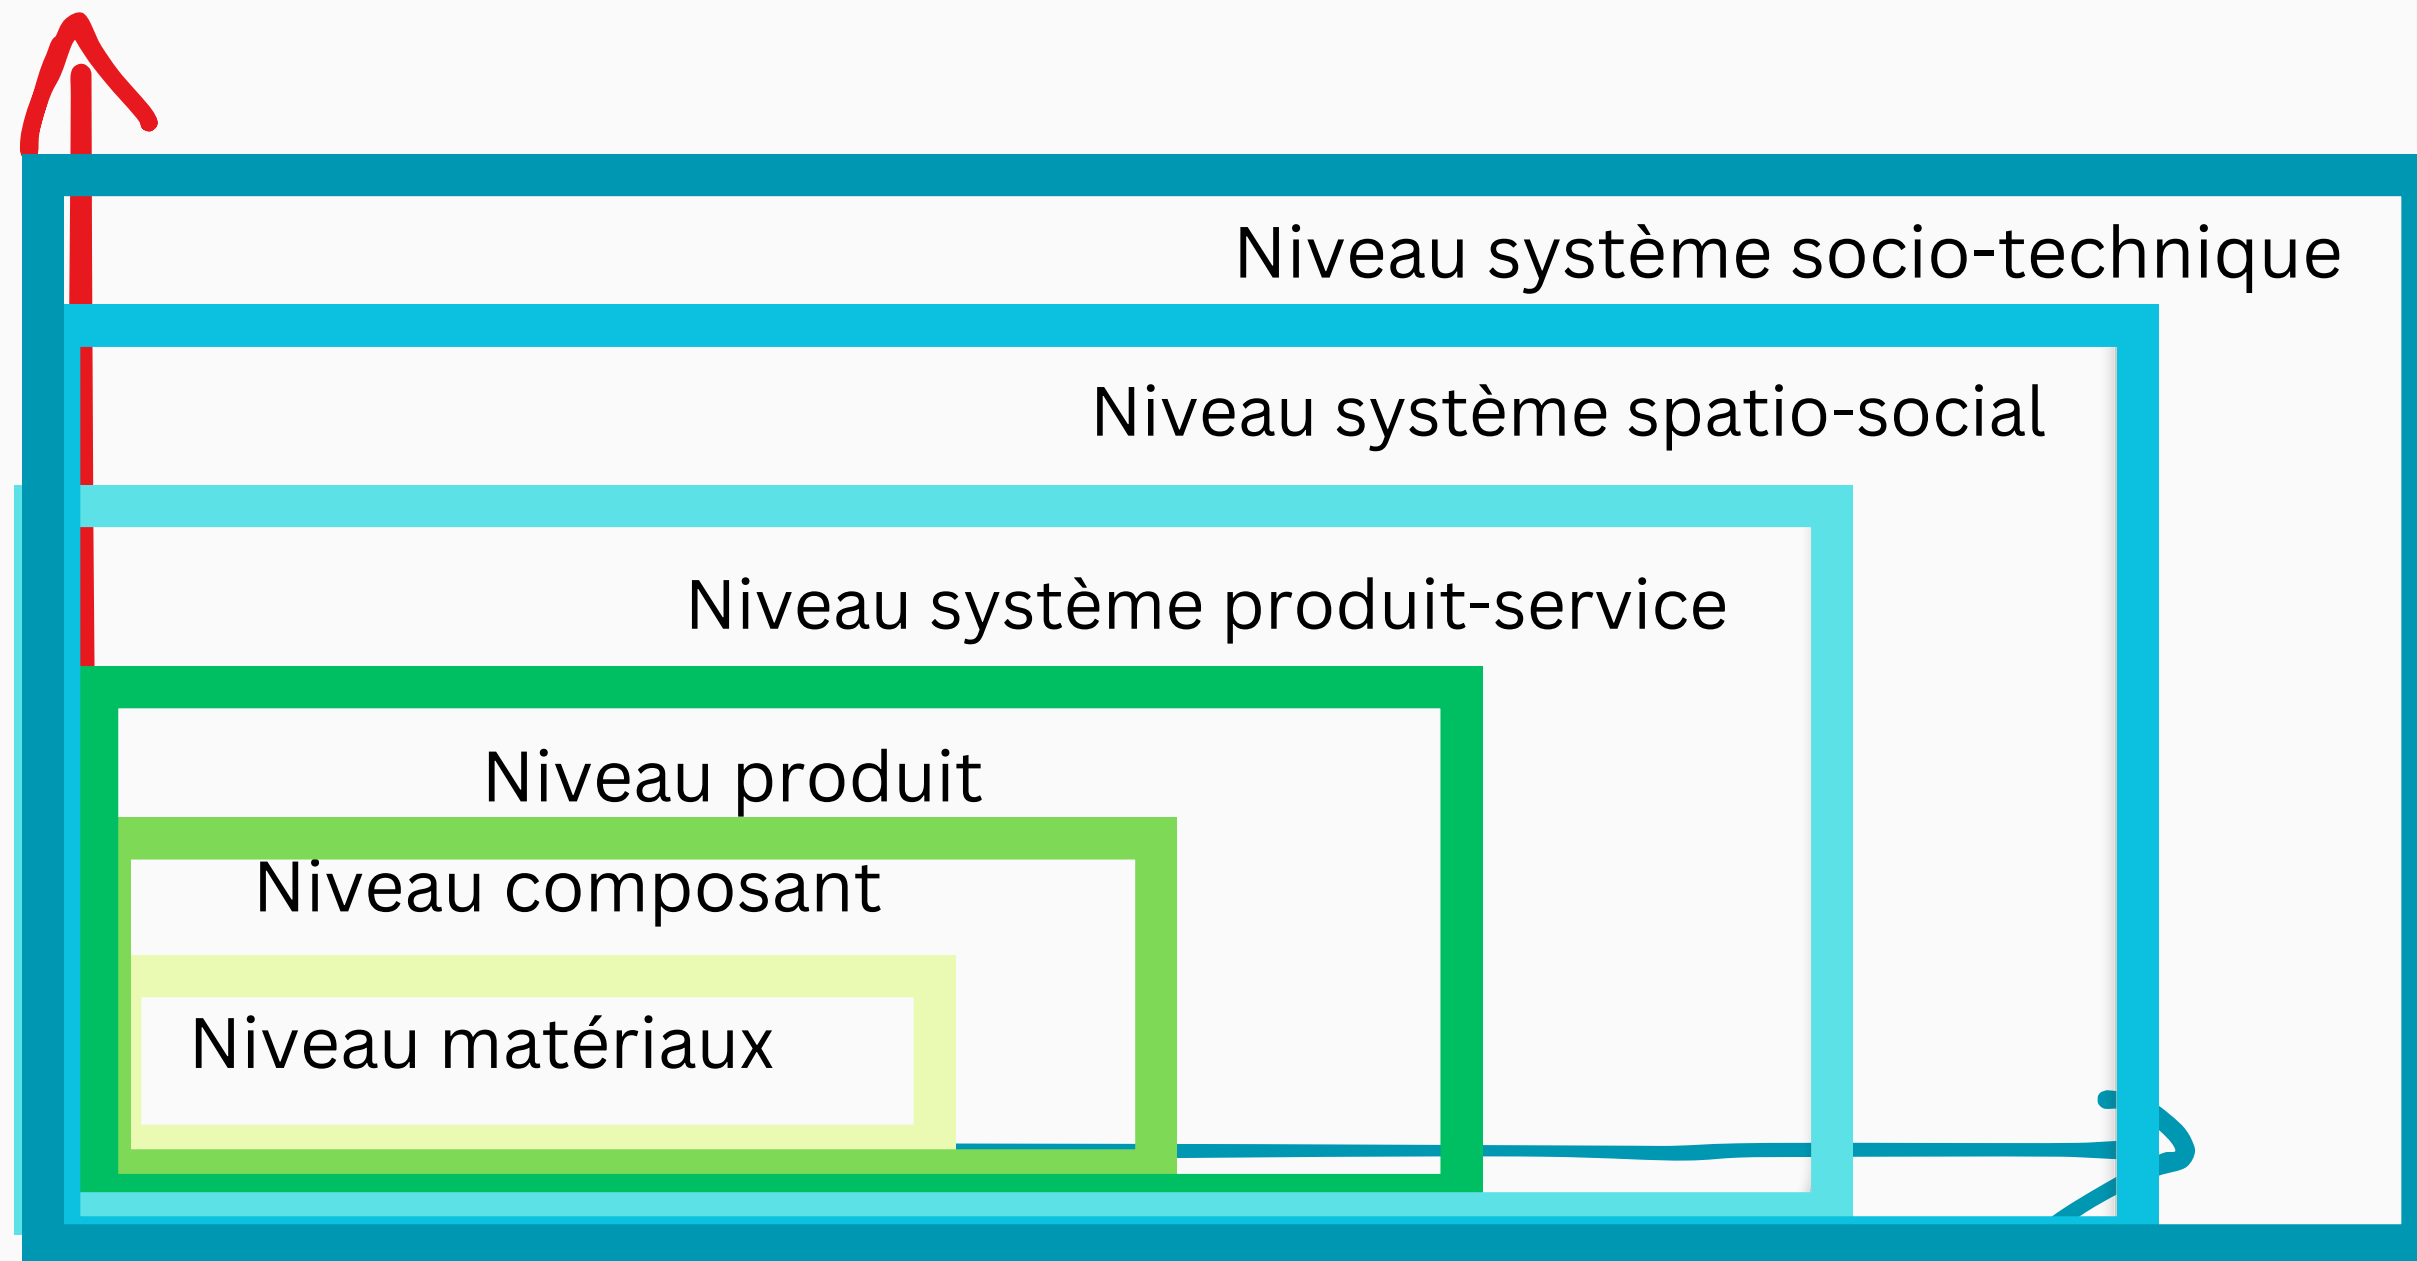 Niveau système socio-technique
Niveau système spatio-social
Niveau système produit-service
Niveau produit
Niveau composant
Niveau matériaux